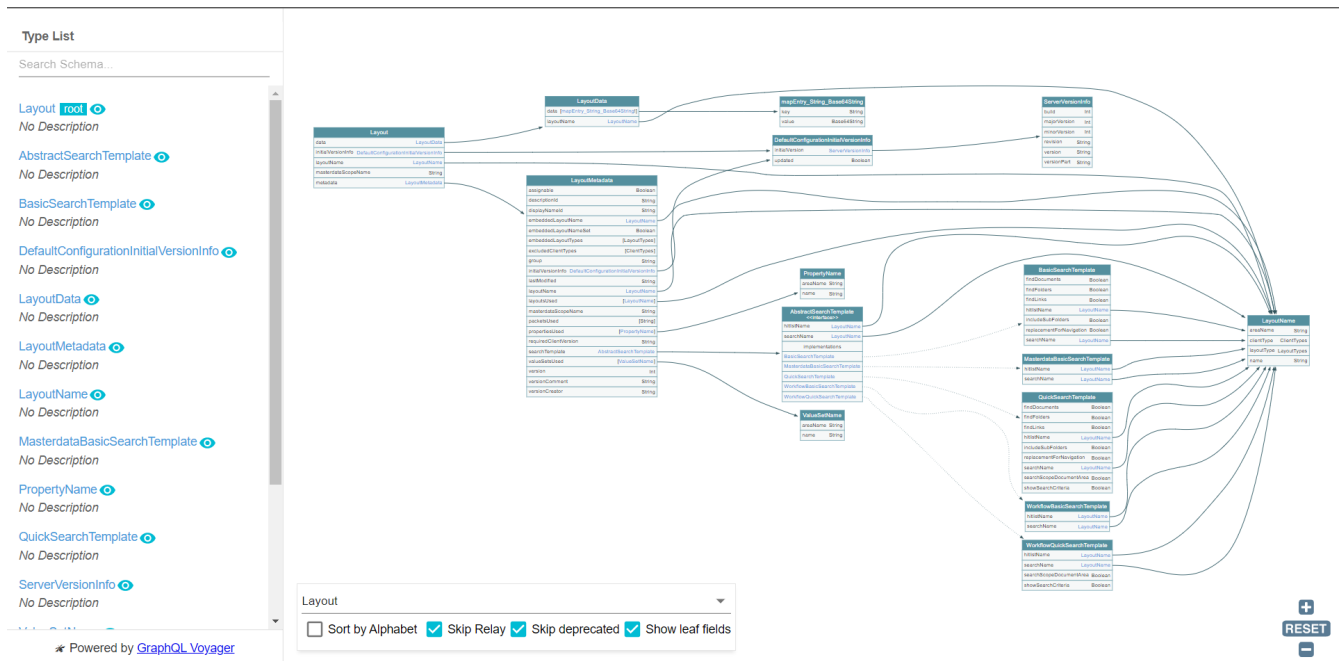 Type List
Search Schema...
Layout root
No Description
AbstractSearchTemplate
No Description
BasicSearchTemplate
No Description
DefaultConfigurationInitialVersionInfo
No Description
LayoutData
No Description
LayoutMetadata
No Description
LayoutName
No Description
MasterdataBasicSearchTemplate
No Description
PropertyName
No Description
QuickSearchTemplate
No Description
ServerVersionInfo
No Description
Powered by GraphQL Voyager
Layout
data LayoutData
initialVersionInfo DefaultConfigurationInitialVersionInfo
layoutName LayoutName
masterdataScopeName String
metadata LayoutMetadata
LayoutData
data [mapEntry_String_Base64String]
layoutName LayoutName
mapEntry_String_Base64String
key String
value Base64String
DefaultConfigurationInitialVersionInfo
initialVersion ServerVersionInfo
updated Boolean
ServerVersionInfo
build Int
majorVersion Int
minorVersion Int
revision String
version String
versionPart String
LayoutMetadata
assignable Boolean
descriptionId String
displayNameId String
embeddedLayoutName LayoutName
embeddedLayoutNameSet Boolean
embeddedLayoutTypes [LayoutTypes]
excludedClientTypes [ClientTypes]
group String
initialVersionInfo DefaultConfigurationInitialVersionInfo
lastModified String
layoutName LayoutName
layoutsUsed [LayoutName]
masterdataScopeName String
packetsUsed [String]
propertiesUsed [PropertyName]
requiredClientVersion String
searchTemplate AbstractSearchTemplate
valueSetsUsed [ValueSetName]
version Int
versionComment String
versionCreator String
PropertyName
areaName String
name String
AbstractSearchTemplate
<<interface>>
hitlistName LayoutName
searchName LayoutName
implementations
BasicSearchTemplate
MasterdataBasicSearchTemplate
QuickSearchTemplate
WorkflowBasicSearchTemplate
WorkflowQuickSearchTemplate
ValueSetName
areaName String
name String
BasicSearchTemplate
findDocuments Boolean
findFolders Boolean
findLinks Boolean
hitlistName LayoutName
includeSubFolders Boolean
replacementForNavigation Boolean
searchName LayoutName
MasterdataBasicSearchTemplate
hitlistName LayoutName
searchName LayoutName
QuickSearchTemplate
findDocuments Boolean
findFolders Boolean
findLinks Boolean
hitlistName LayoutName
includeSubFolders Boolean
replacementForNavigation Boolean
searchName LayoutName
searchScopeDocumentArea Boolean
showSearchCriteria Boolean
WorkflowBasicSearchTemplate
hitlistName LayoutName
searchName LayoutName
WorkflowQuickSearchTemplate
hitlistName LayoutName
searchName LayoutName
searchScopeDocumentArea Boolean
showSearchCriteria Boolean
LayoutName
areaName String
clientType ClientTypes
layoutType LayoutTypes
name String
Layout
Sort by Alphabet Skip Relay Skip deprecated Show leaf fields
RESET